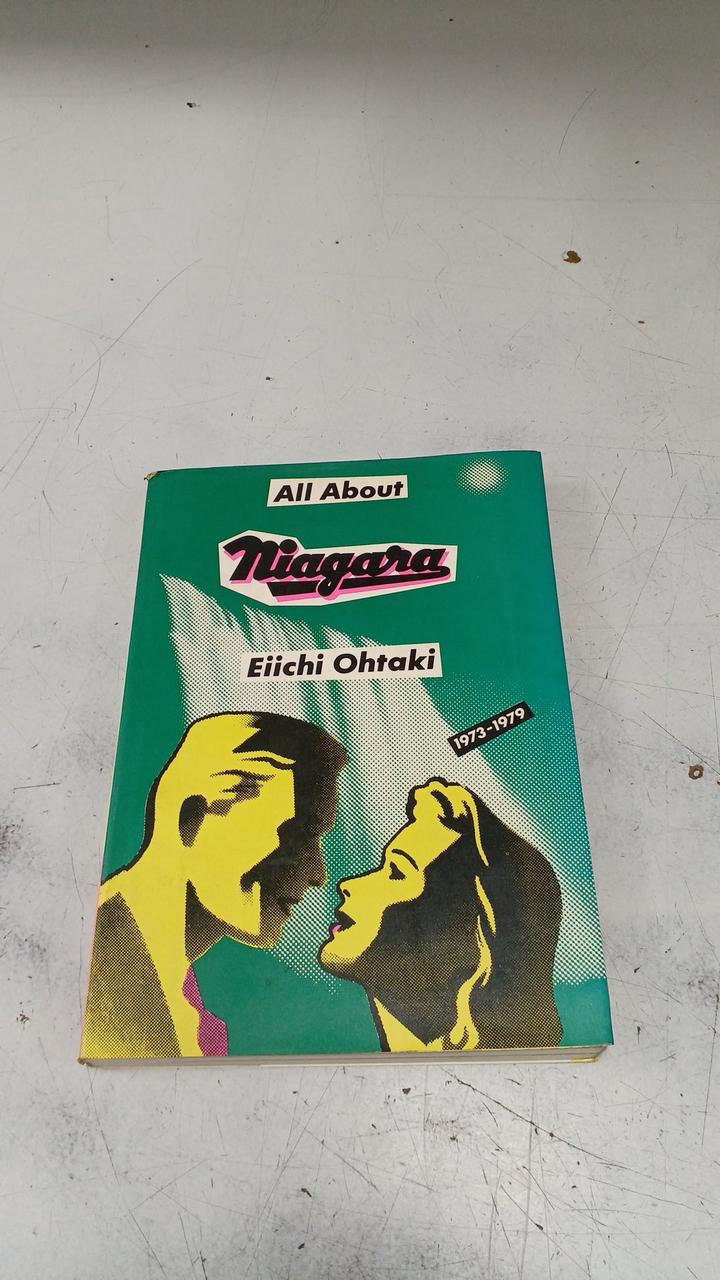 All About
Niagara
Eiichi Ohtaki
1973-1979